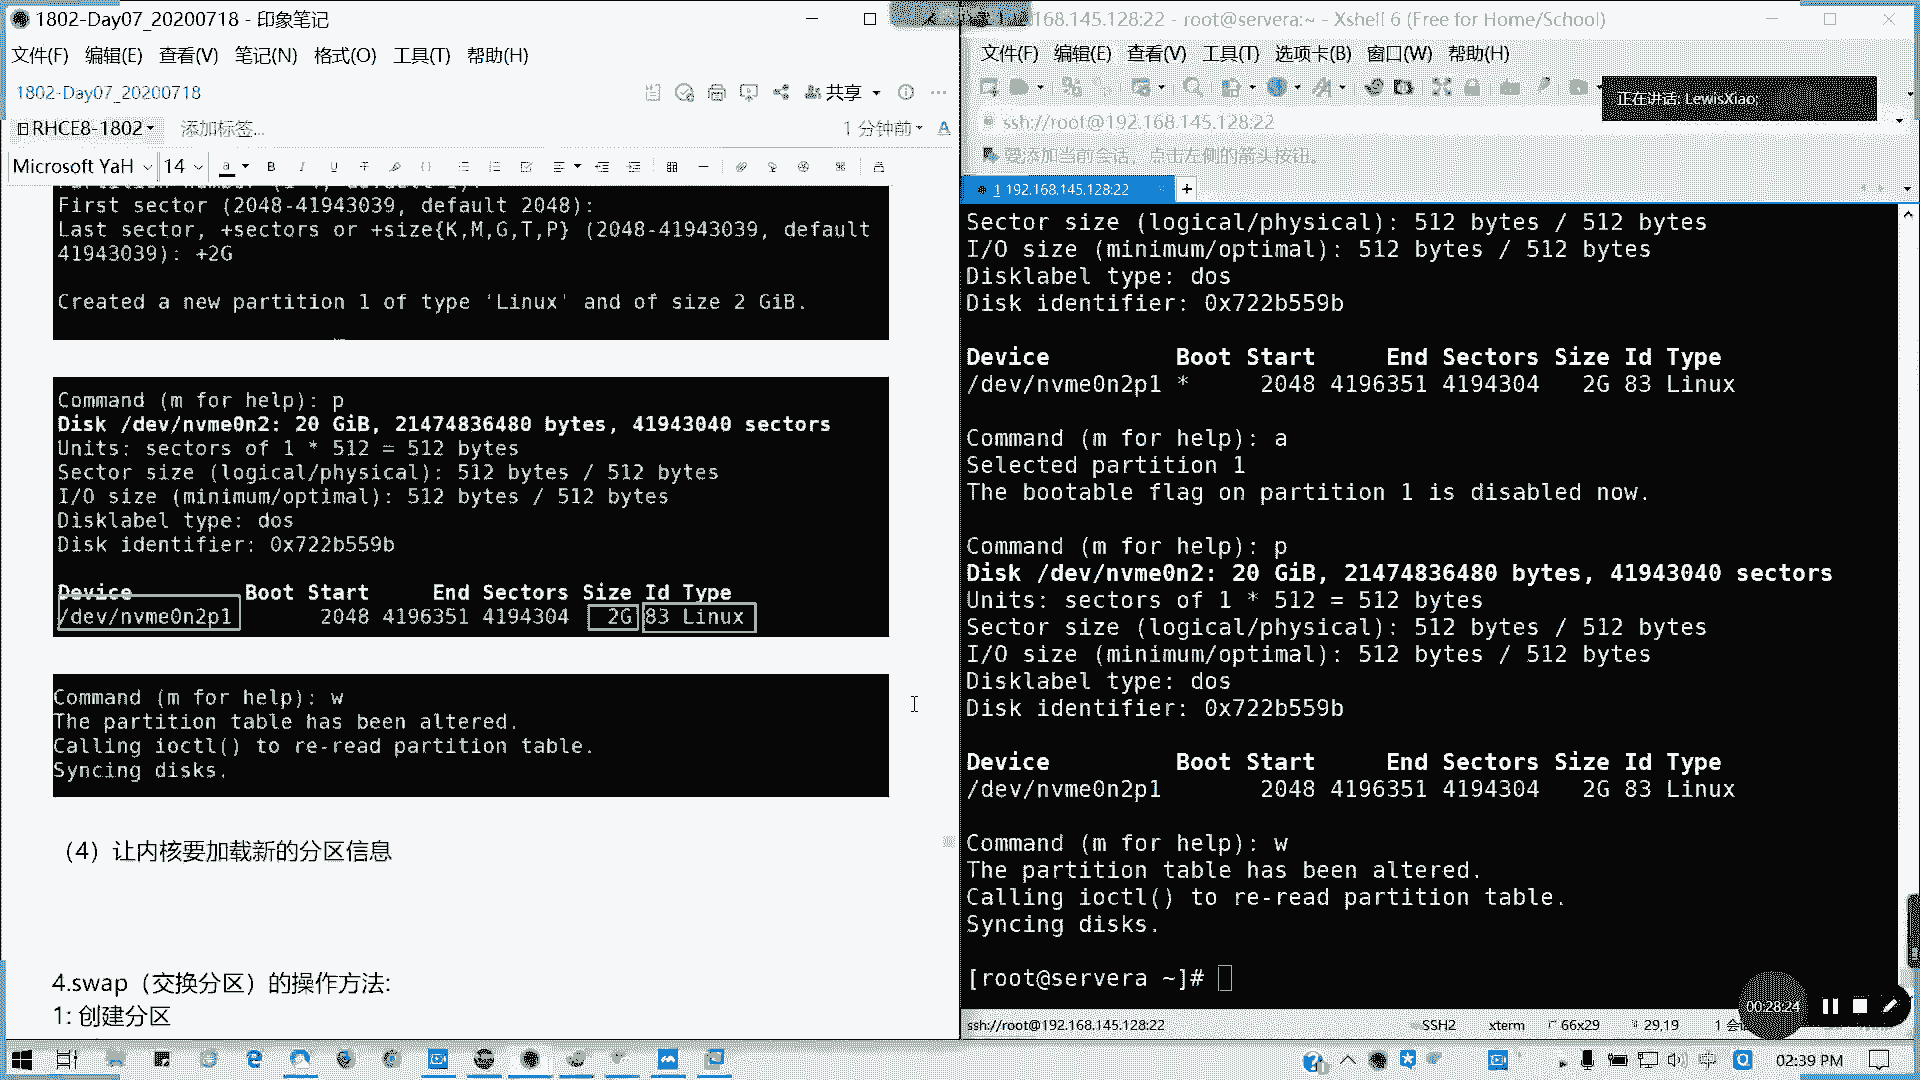 1802-Day07_20200718 - 印象笔记
文件(F) 编辑(E) 查看(V) 笔记(N) 格式(O) 工具(T) 帮助(H)
1802-Day07_20200718
共享
RHCE8-1802 添加标签...
1 分钟前
Microsoft YaH 14
First sector (2048-41943039, default 2048):
Last sector, +sectors or +size{K,M,G,T,P} (2048-41943039, default
41943039): +2G
Created a new partition 1 of type 'Linux' and of size 2 GiB.
Command (m for help): p
Disk /dev/nvme0n2: 20 GiB, 21474836480 bytes, 41943040 sectors
Units: sectors of 1 * 512 = 512 bytes
Sector size (logical/physical): 512 bytes / 512 bytes
I/O size (minimum/optimal): 512 bytes / 512 bytes
Disklabel type: dos
Disk identifier: 0x722b559b
Device Boot Start End Sectors Size Id Type
/dev/nvme0n2p1 2048 4196351 4194304 2G 83 Linux
Command (m for help): w
The partition table has been altered.
Calling ioctl() to re-read partition table.
Syncing disks.
（4）让内核要加载新的分区信息
4.swap（交换分区）的操作方法:
1: 创建分区
168.145.128:22 - root@servera:~ - Xshell 6 (Free for Home/School)
文件(F) 编辑(E) 查看(V) 工具(T) 选项卡(B) 窗口(W) 帮助(H)
正在讲话: LewisXiao;
ssh://root@192.168.145.128:22
要添加当前会话，点击左侧的箭头按钮。
1 192.168.145.128:22
Sector size (logical/physical): 512 bytes / 512 bytes
I/O size (minimum/optimal): 512 bytes / 512 bytes
Disklabel type: dos
Disk identifier: 0x722b559b
Device Boot Start End Sectors Size Id Type
/dev/nvme0n2p1 * 2048 4196351 4194304 2G 83 Linux
Command (m for help): a
Selected partition 1
The bootable flag on partition 1 is disabled now.
Command (m for help): p
Disk /dev/nvme0n2: 20 GiB, 21474836480 bytes, 41943040 sectors
Units: sectors of 1 * 512 = 512 bytes
Sector size (logical/physical): 512 bytes / 512 bytes
I/O size (minimum/optimal): 512 bytes / 512 bytes
Disklabel type: dos
Disk identifier: 0x722b559b
Device Boot Start End Sectors Size Id Type
/dev/nvme0n2p1 2048 4196351 4194304 2G 83 Linux
Command (m for help): w
The partition table has been altered.
Calling ioctl() to re-read partition table.
Syncing disks.
[root@servera ~]#
00:28:24
ssh://root@192.168.145.128:22 SSH2 xterm 66x29 29,19
02:39 PM